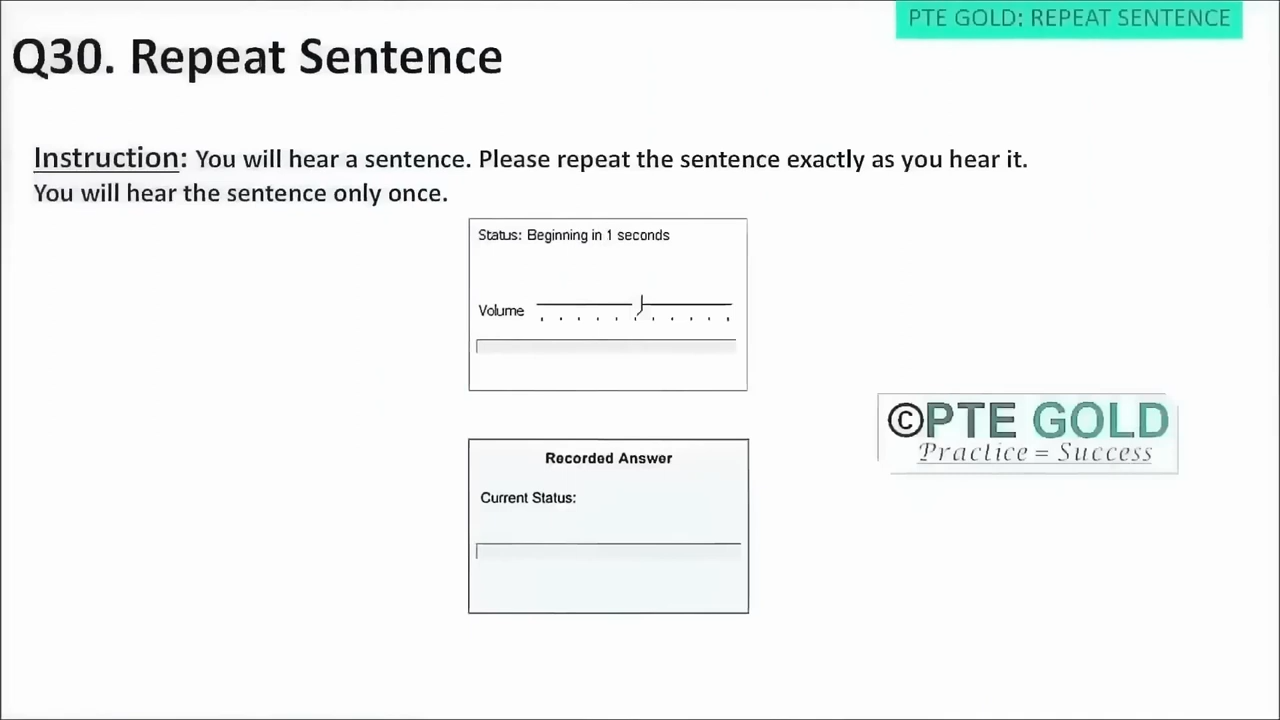 PTE GOLD: REPEAT SENTENCE
Q30. Repeat Sentence
Instruction: You will hear a sentence. Please repeat the sentence exactly as you hear it.
You will hear the sentence only once.
Status: Beginning in 1 seconds
Volume
©PTE GOLD
Practice = Success
Recorded Answer
Current Status: